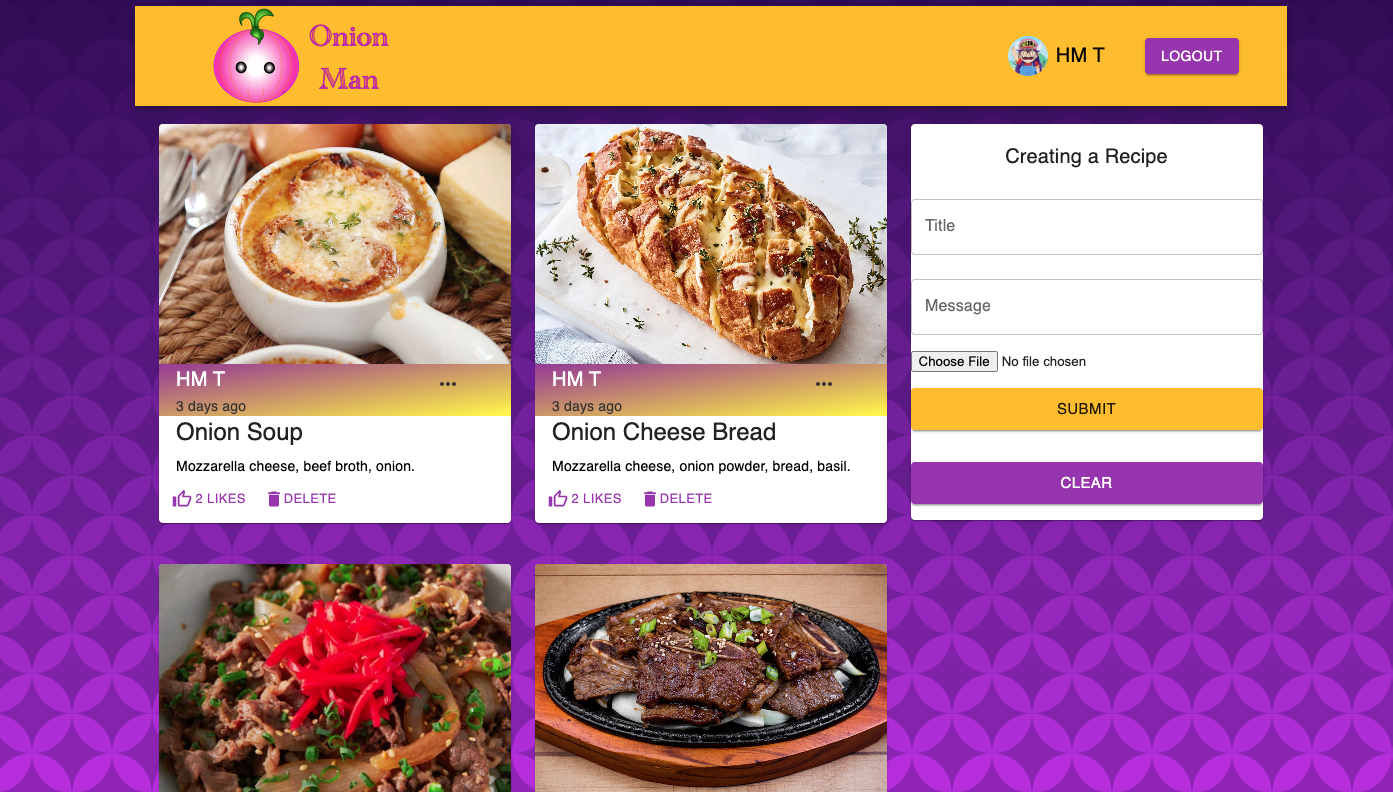 Onion
Man
HM T
LOGOUT
HM T
3 days ago
Onion Soup
Mozzarella cheese, beef broth, onion.
2 LIKES DELETE
HM T
3 days ago
Onion Cheese Bread
Mozzarella cheese, onion powder, bread, basil.
2 LIKES DELETE
Creating a Recipe
Title
Message
Choose File No file chosen
SUBMIT
CLEAR